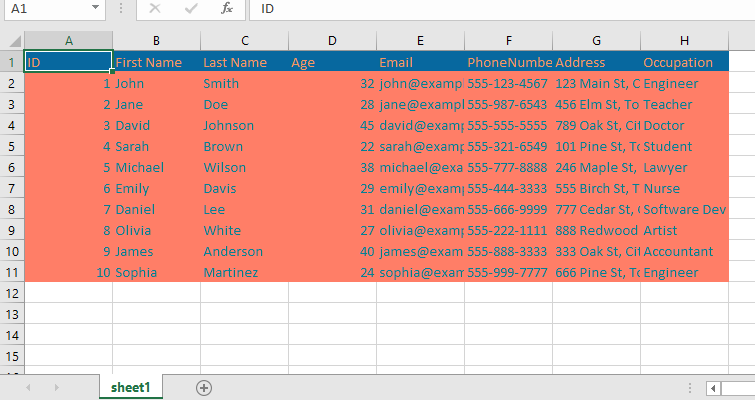 A1 fx ID
A B C D E F G H
1 ID First Name Last Name Age Email PhoneNumbe Address Occupation
2 1 John Smith 32 john@examp 555-123-4567 123 Main St, C Engineer
3 2 Jane Doe 28 jane@exampl 555-987-6543 456 Elm St, To Teacher
4 3 David Johnson 45 david@examp 555-555-5555 789 Oak St, Cit Doctor
5 4 Sarah Brown 22 sarah@examp 555-321-6549 101 Pine St, To Student
6 5 Michael Wilson 38 michael@exa 555-777-8888 246 Maple St, Lawyer
7 6 Emily Davis 29 emily@examp 555-444-3333 555 Birch St, T Nurse
8 7 Daniel Lee 31 daniel@exam 555-666-9999 777 Cedar St, Software Dev
9 8 Olivia White 27 olivia@examp 555-222-1111 888 Redwood Artist
10 9 James Anderson 40 james@exam 555-888-3333 333 Oak St, Cit Accountant
11 10 Sophia Martinez 24 sophia@exam 555-999-7777 666 Pine St, To Engineer
12
13
14
15
sheet1